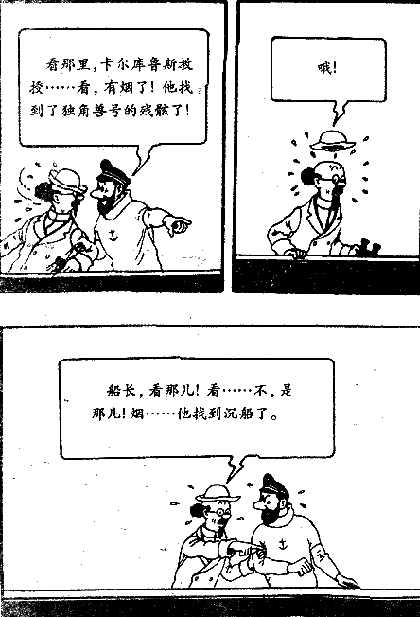 看那里,卡尔库鲁斯教
授……看,有烟了!他找
到了独角兽号的残骸了!
哦!
船长,看那儿!看……不,是
那儿!烟……他找到沉船了。